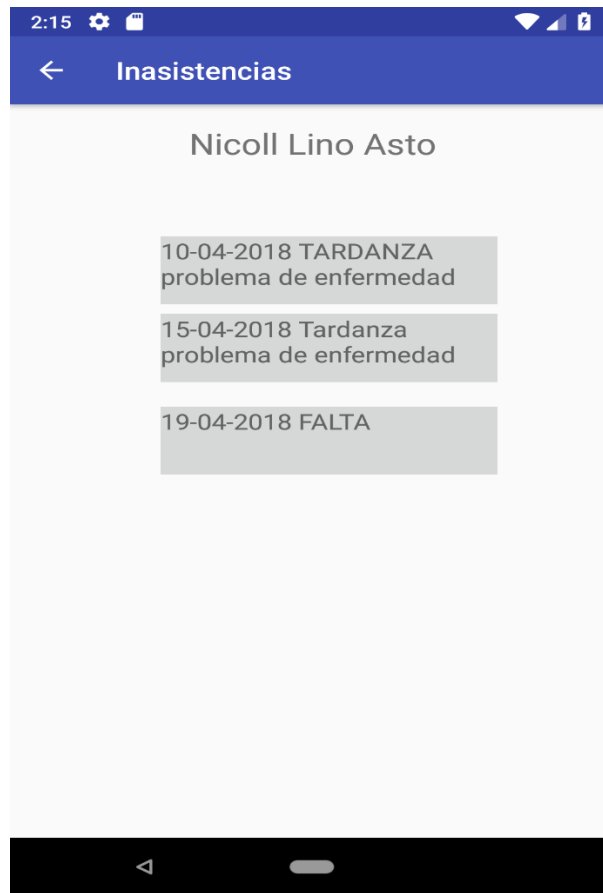 2:15
Inasistencias
Nicoll Lino Asto
10-04-2018 TARDANZA
problema de enfermedad
15-04-2018 Tardanza
problema de enfermedad
19-04-2018 FALTA